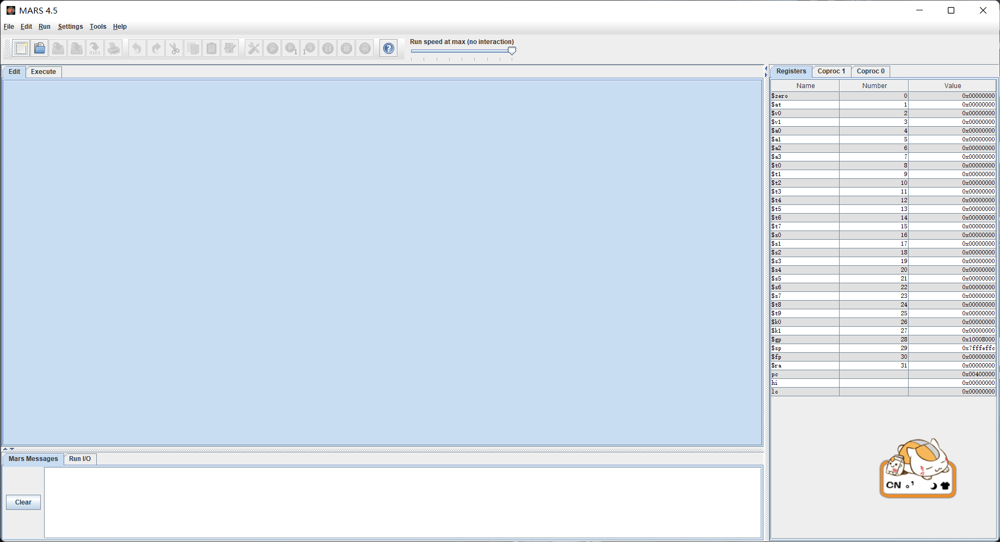 MARS 4.5
File Edit Run Settings Tools Help
Run speed at max (no interaction)
Edit Execute
Registers Coproc 1 Coproc 0
Name Number Value
$zero 0 0x00000000
$at 1 0x00000000
$v0 2 0x00000000
$v1 3 0x00000000
$a0 4 0x00000000
$a1 5 0x00000000
$a2 6 0x00000000
$a3 7 0x00000000
$t0 8 0x00000000
$t1 9 0x00000000
$t2 10 0x00000000
$t3 11 0x00000000
$t4 12 0x00000000
$t5 13 0x00000000
$t6 14 0x00000000
$t7 15 0x00000000
$s0 16 0x00000000
$s1 17 0x00000000
$s2 18 0x00000000
$s3 19 0x00000000
$s4 20 0x00000000
$s5 21 0x00000000
$s6 22 0x00000000
$s7 23 0x00000000
$t8 24 0x00000000
$t9 25 0x00000000
$k0 26 0x00000000
$k1 27 0x00000000
$gp 28 0x10008000
$sp 29 0x7fffeffc
$fp 30 0x00000000
$ra 31 0x00000000
pc 0x00400000
hi 0x00000000
lo 0x00000000
Mars Messages Run I/O
Clear
CN 。’